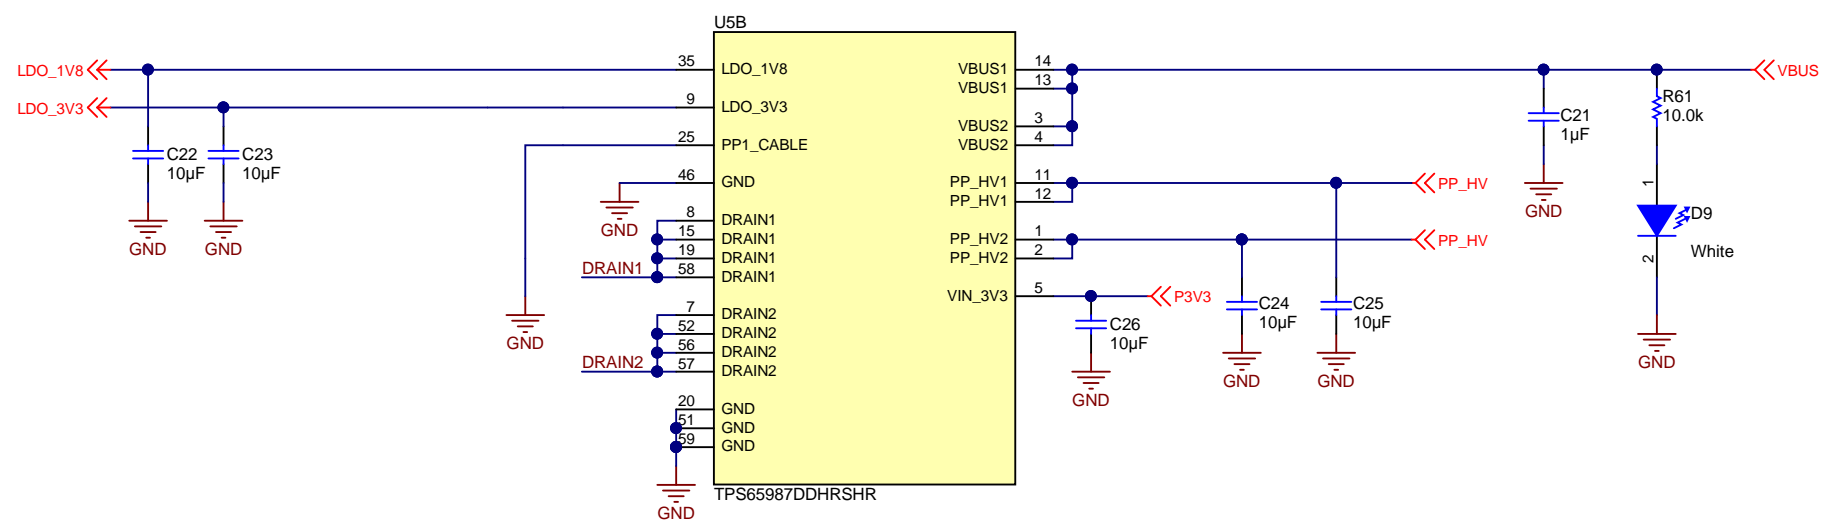 U5B
LDO_1V8
35
LDO_1V8
LDO_3V3
9
LDO_3V3
25
PP1_CABLE
46
GND
8
DRAIN1
15
DRAIN1
19
DRAIN1
58
DRAIN1
DRAIN1
7
DRAIN2
52
DRAIN2
56
DRAIN2
57
DRAIN2
DRAIN2
20
GND
51
GND
59
GND
C22
10µF
GND
C23
10µF
GND
GND
GND
GND
TPS65987DDHRSHR
VBUS1
14
VBUS1
13
VBUS2
3
VBUS2
4
PP_HV1
11
PP_HV1
12
PP_HV2
1
PP_HV2
2
VIN_3V3
5
VBUS
PP_HV
PP_HV
P3V3
C26
10µF
GND
C24
10µF
GND
C25
10µF
GND
C21
1µF
GND
R61
10.0k
1
D9
White
2
GND